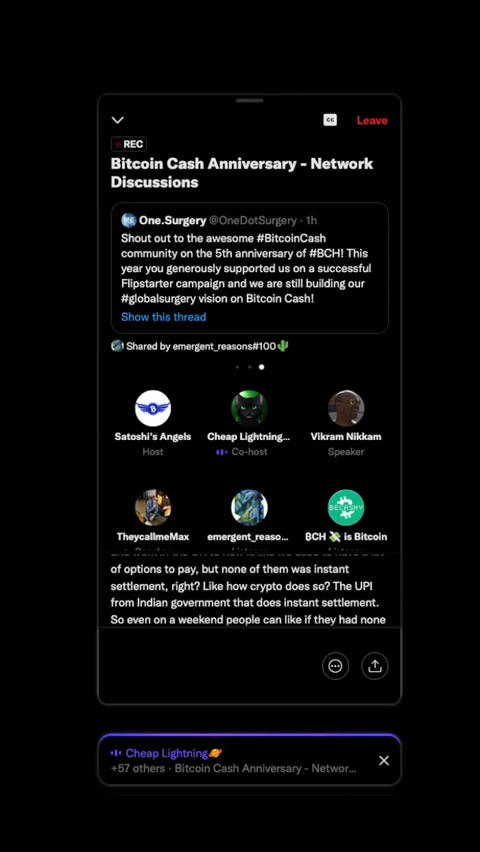 CC
Leave
REC
Bitcoin Cash Anniversary - Network
Discussions
One.Surgery @OneDotSurgery · 1h
Shout out to the awesome #BitcoinCash
community on the 5th anniversary of #BCH! This
year you generously supported us on a successful
Flipstarter campaign and we are still building our
#globalsurgery vision on Bitcoin Cash!
Show this thread
Shared by emergent_reasons#100🌵
Satoshi's Angels
Cheap Lightning...
Vikram Nikkam
Host
Co-host
Speaker
BECASHY
TheycallmeMax
emergent_reaso...
₿CH 💸 is Bitcoin
of options to pay, but none of them was instant
settlement, right? Like how crypto does so? The UPI
from Indian government that does instant settlement.
So even on a weekend people can like if they had none
Cheap Lightning🪐
+57 others · Bitcoin Cash Anniversary - Networ...